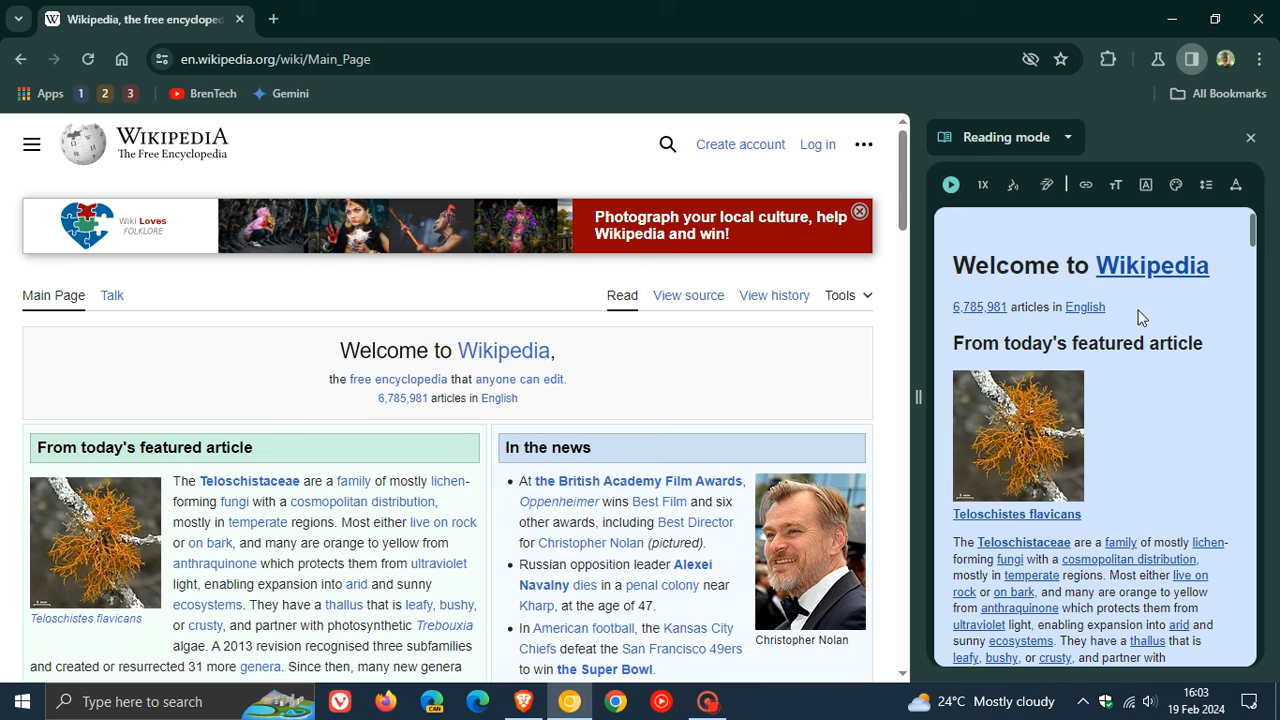 Wikipedia, the free encycloped
en.wikipedia.org/wiki/Main_Page
Apps
1
2
3
BrenTech
Gemini
All Bookmarks
WIKIPEDIA
The Free Encyclopedia
Create account
Log in
Wiki Loves
FOLKLORE
Photograph your local culture, help
Wikipedia and win!
Main Page
Talk
Read
View source
View history
Tools
Welcome to Wikipedia,
the free encyclopedia that anyone can edit.
6,785,981 articles in English
From today's featured article
The Teloschistaceae are a family of mostly lichen-
forming fungi with a cosmopolitan distribution,
mostly in temperate regions. Most either live on rock
or on bark, and many are orange to yellow from
anthraquinone which protects them from ultraviolet
light, enabling expansion into arid and sunny
ecosystems. They have a thallus that is leafy, bushy,
or crusty, and partner with photosynthetic Trebouxia
algae. A 2013 revision recognised three subfamilies
and created or resurrected 31 more genera. Since then, many new genera
Teloschistes flavicans
In the news
At the British Academy Film Awards,
Oppenheimer wins Best Film and six
other awards, including Best Director
for Christopher Nolan (pictured).
Russian opposition leader Alexei
Navalny dies in a penal colony near
Kharp, at the age of 47.
In American football, the Kansas City
Chiefs defeat the San Francisco 49ers
to win the Super Bowl.
Christopher Nolan
Reading mode
1X
Welcome to Wikipedia
6,785,981 articles in English
From today's featured article
Teloschistes flavicans
The Teloschistaceae are a family of mostly lichen-
forming fungi with a cosmopolitan distribution,
mostly in temperate regions. Most either live on
rock or on bark, and many are orange to yellow
from anthraquinone which protects them from
ultraviolet light, enabling expansion into arid and
sunny ecosystems. They have a thallus that is
leafy, bushy, or crusty, and partner with
Type here to search
CAN
24°C Mostly cloudy
16:03
19 Feb 2024